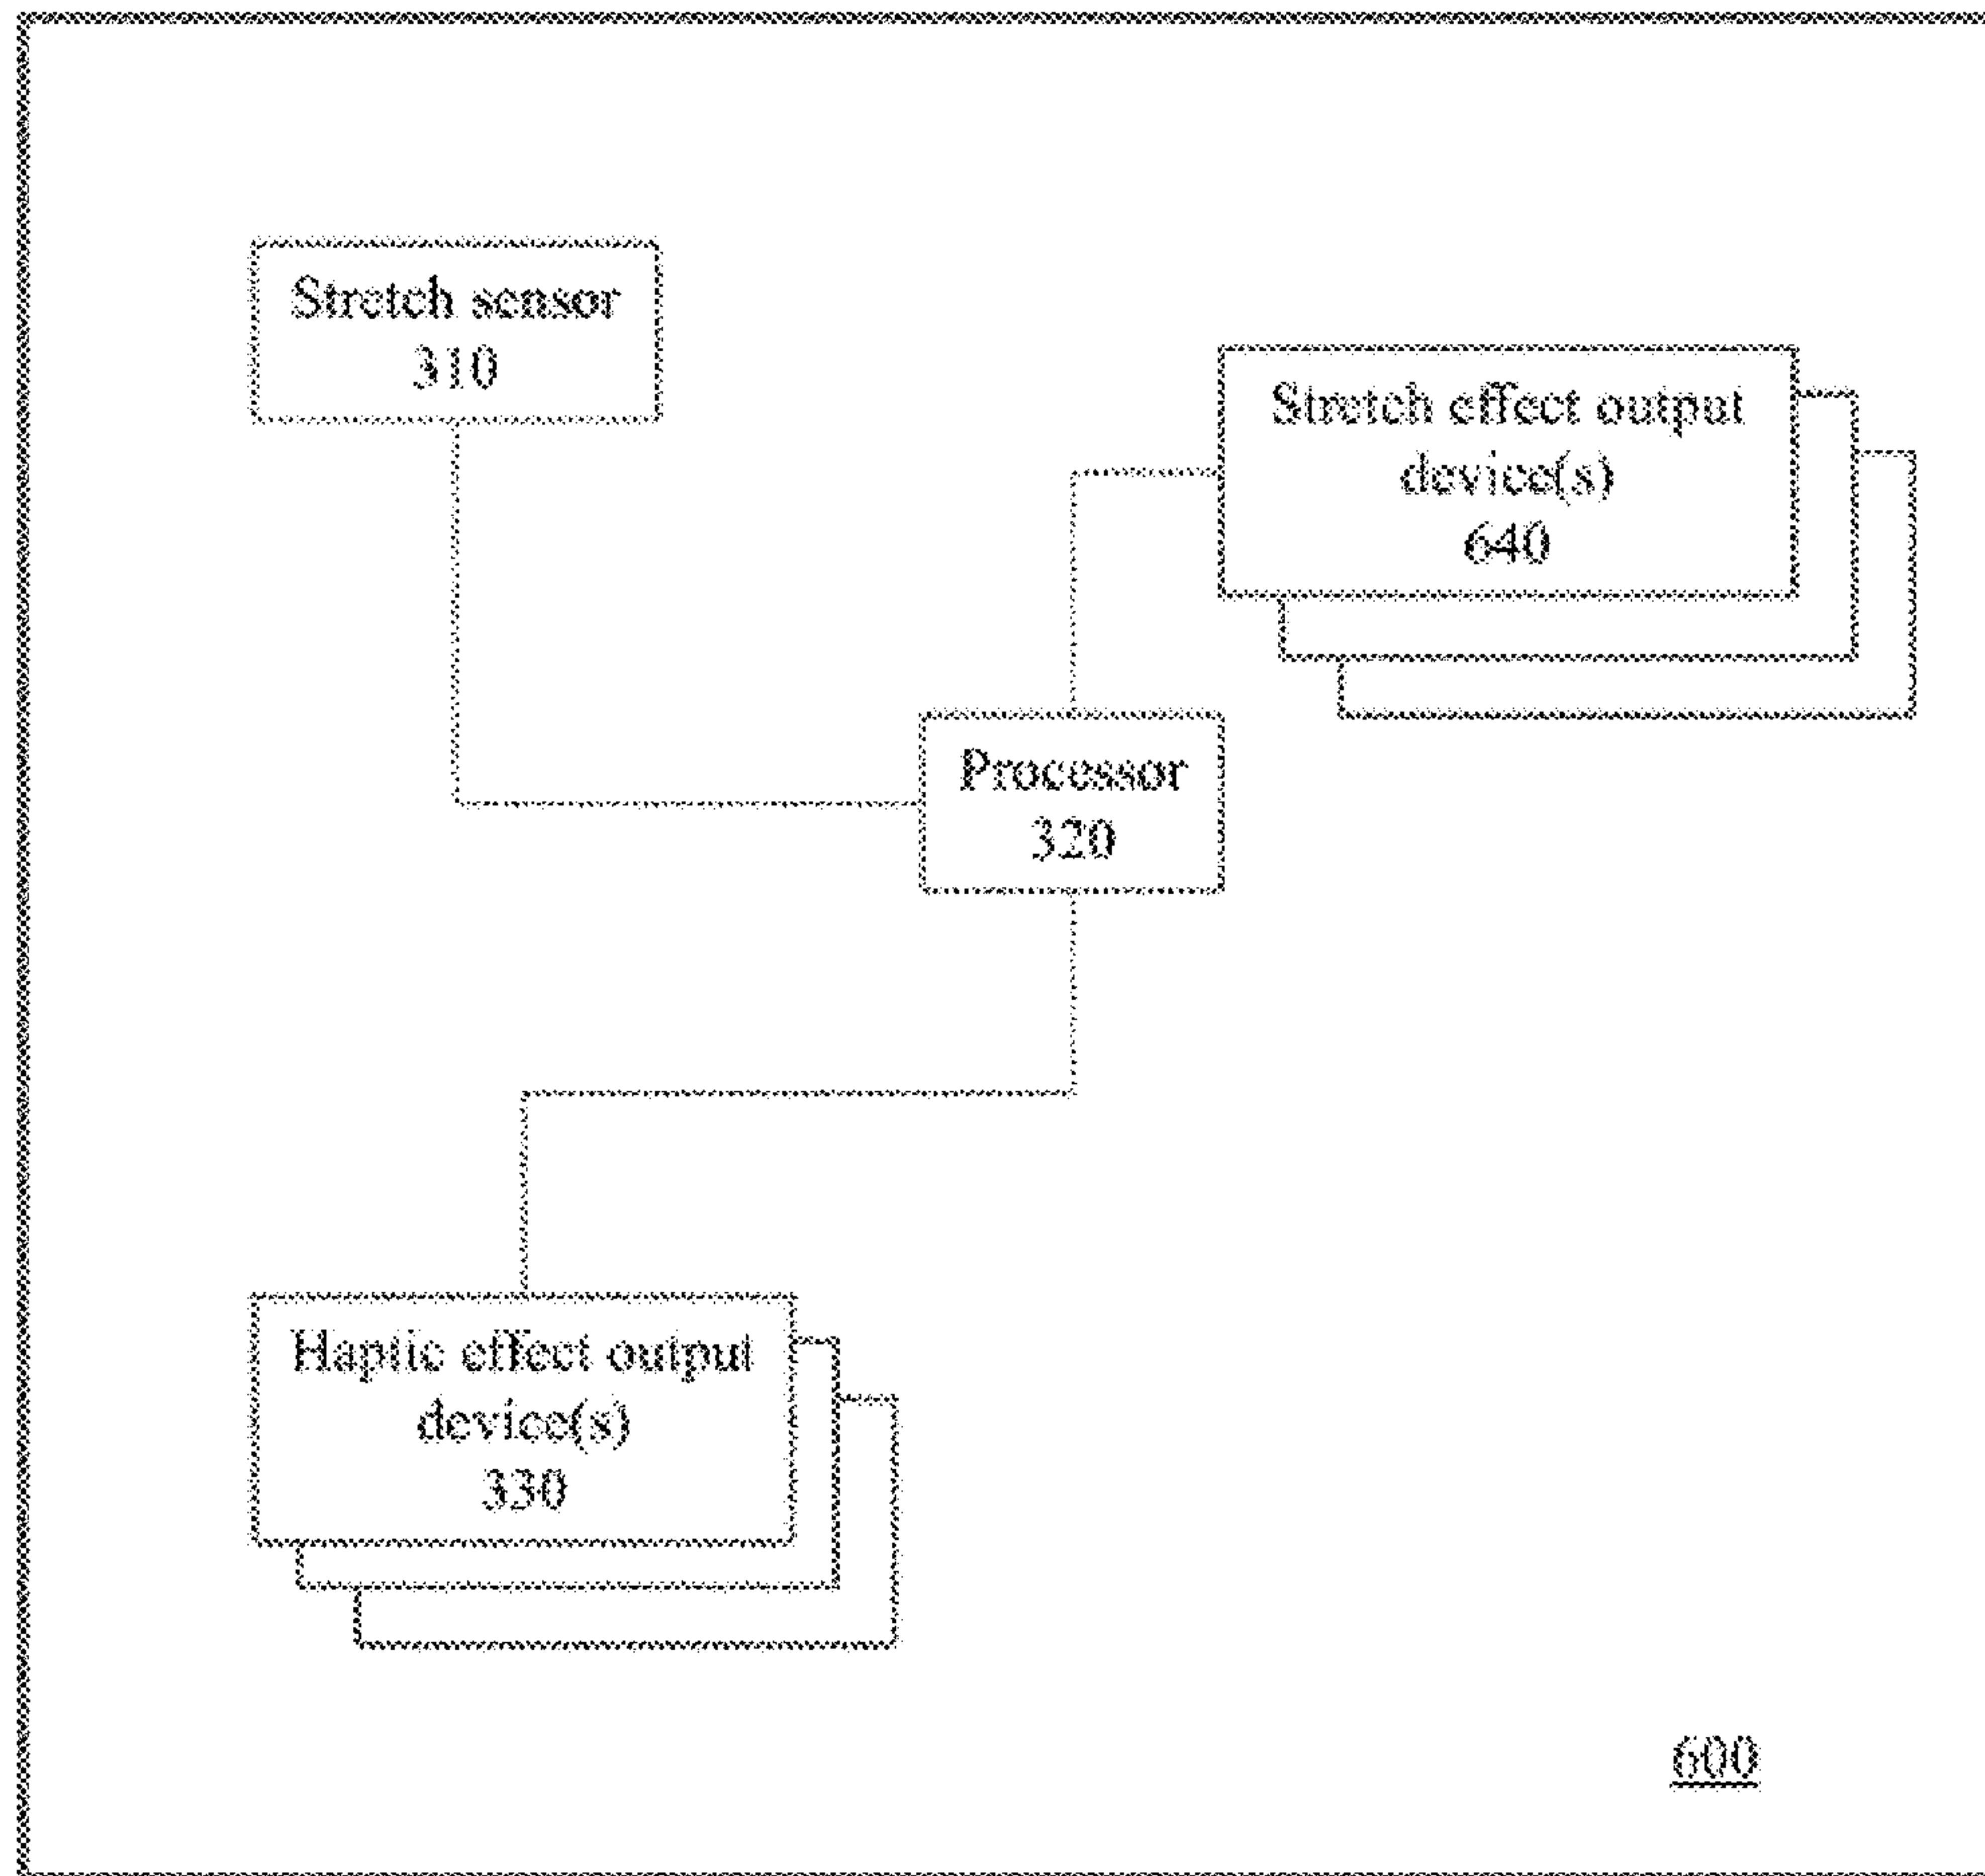 Stretch sensor
310
Stretch effect output
device(s)
640
Processor
320
Haptic effect output
device(s)
330
600